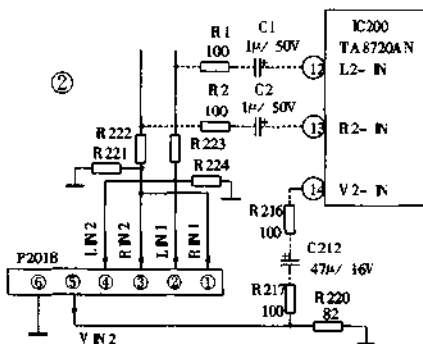 R1
100
C1
1μ/ 50V
IC200
TA8720AN
12
L2- IN
②
R2
100
C2
1μ/ 50V
13
R2- IN
R222
R223
R221
R224
14
V2- IN
R216
100
LIN2
RIN2
LIN1
RIN1
C212
47μ/ 16V
P201B
⑥ ⑤ ④ ③ ② ①
R217
100
R220
82
VIN2